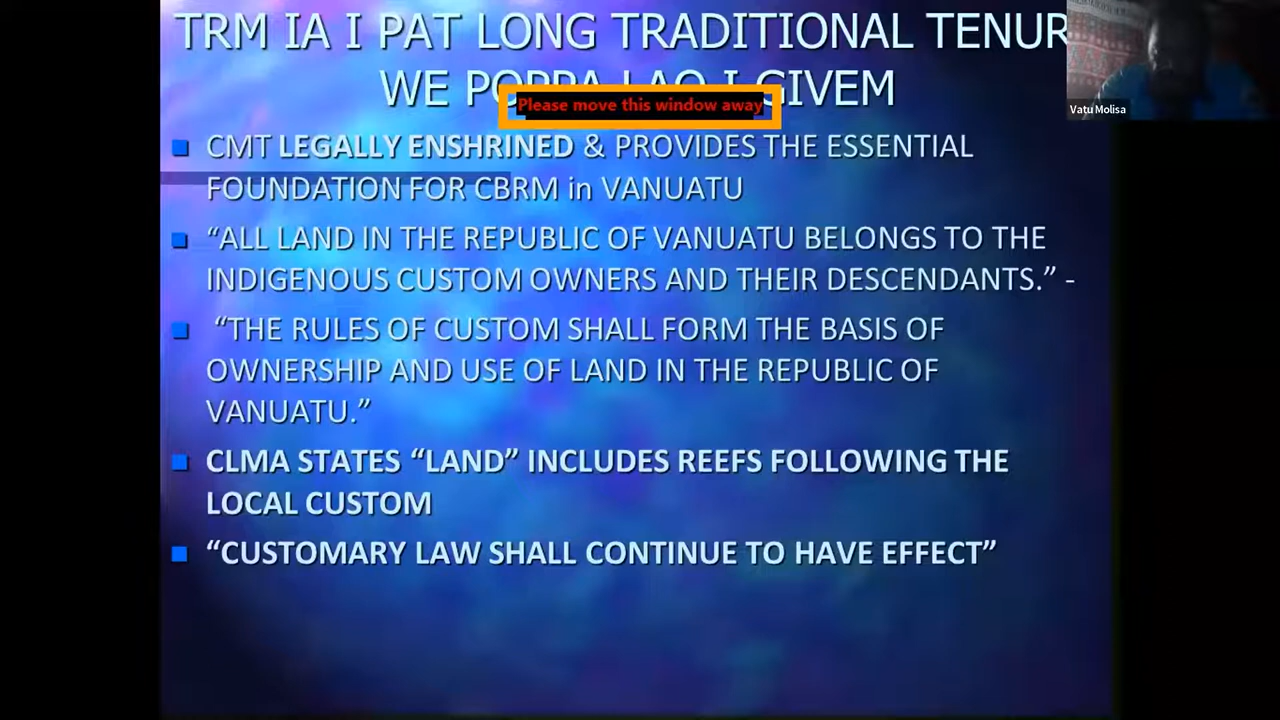 TRM IA I PAT LONG TRADITIONAL TENUR
WE LAO I GIVEM
Please move this window away
Vatu Molisa
CMT LEGALLY ENSHRINED & PROVIDES THE ESSENTIAL
FOUNDATION FOR CBRM in VANUATU
“ALL LAND IN THE REPUBLIC OF VANUATU BELONGS TO THE
INDIGENOUS CUSTOM OWNERS AND THEIR DESCENDANTS.” -
“THE RULES OF CUSTOM SHALL FORM THE BASIS OF
OWNERSHIP AND USE OF LAND IN THE REPUBLIC OF
VANUATU.”
CLMA STATES “LAND” INCLUDES REEFS FOLLOWING THE
LOCAL CUSTOM
“CUSTOMARY LAW SHALL CONTINUE TO HAVE EFFECT”